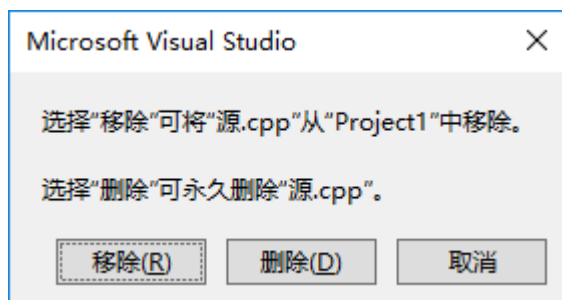 Microsoft Visual Studio
选择“移除”可将“源.cpp”从“Project1”中移除。
选择“删除”可永久删除“源.cpp”。
移除(R) 删除(D) 取消